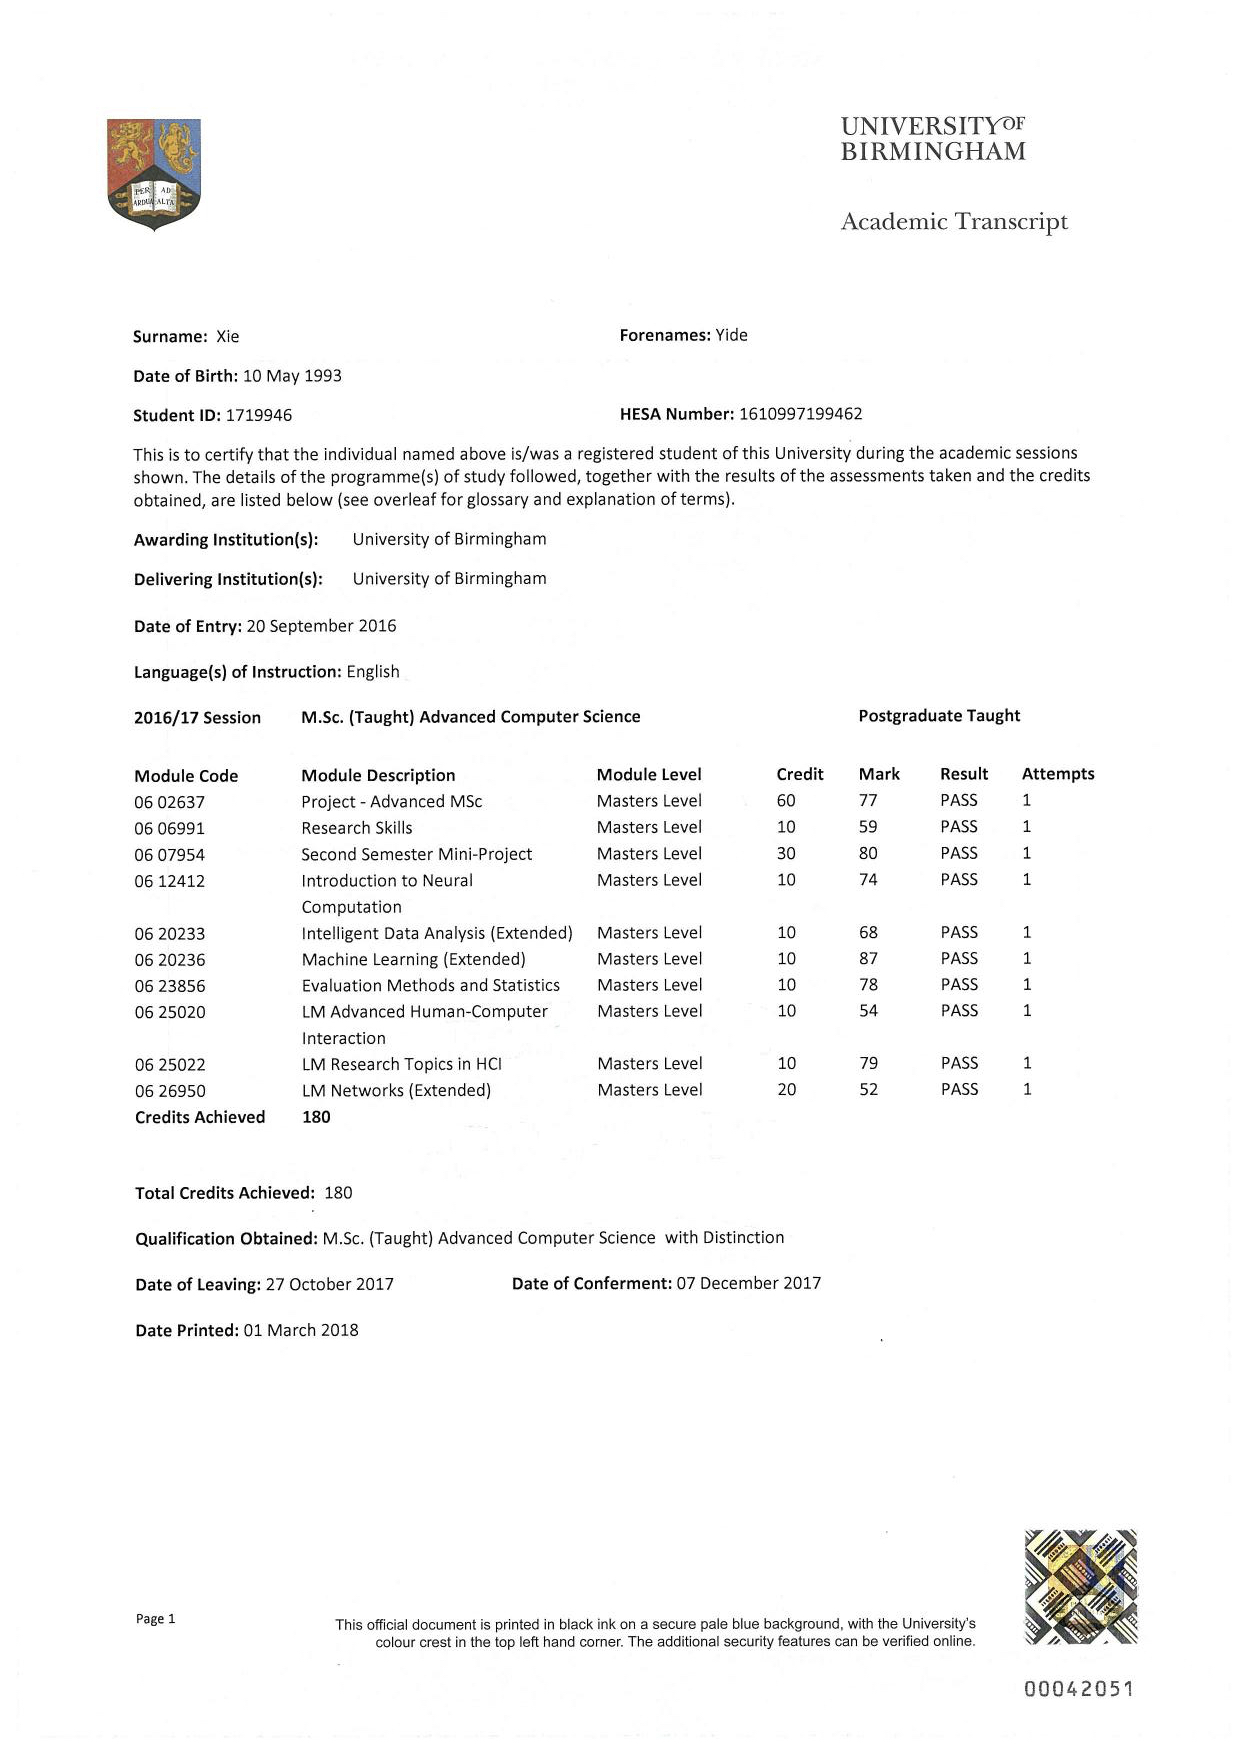 PER AD
ARDUA ALTA
UNIVERSITY OF
BIRMINGHAM
Academic Transcript
Surname: Xie Forenames: Yide
Date of Birth: 10 May 1993
Student ID: 1719946 HESA Number: 1610997199462
This is to certify that the individual named above is/was a registered student of this University during the academic sessions
shown. The details of the programme(s) of study followed, together with the results of the assessments taken and the credits
obtained, are listed below (see overleaf for glossary and explanation of terms).
Awarding Institution(s): University of Birmingham
Delivering Institution(s): University of Birmingham
Date of Entry: 20 September 2016
Language(s) of Instruction: English
2016/17 Session M.Sc. (Taught) Advanced Computer Science Postgraduate Taught
Module Code Module Description Module Level Credit Mark Result Attempts
06 02637 Project - Advanced MSc Masters Level 60 77 PASS 1
06 06991 Research Skills Masters Level 10 59 PASS 1
06 07954 Second Semester Mini-Project Masters Level 30 80 PASS 1
06 12412 Introduction to Neural Masters Level 10 74 PASS 1
Computation
06 20233 Intelligent Data Analysis (Extended) Masters Level 10 68 PASS 1
06 20236 Machine Learning (Extended) Masters Level 10 87 PASS 1
06 23856 Evaluation Methods and Statistics Masters Level 10 78 PASS 1
06 25020 LM Advanced Human-Computer Masters Level 10 54 PASS 1
Interaction
06 25022 LM Research Topics in HCI Masters Level 10 79 PASS 1
06 26950 LM Networks (Extended) Masters Level 20 52 PASS 1
Credits Achieved 180
Total Credits Achieved: 180
Qualification Obtained: M.Sc. (Taught) Advanced Computer Science with Distinction
Date of Leaving: 27 October 2017 Date of Conferment: 07 December 2017
Date Printed: 01 March 2018
Page 1
This official document is printed in black ink on a secure pale blue background, with the University's
colour crest in the top left hand corner. The additional security features can be verified online.
00042051